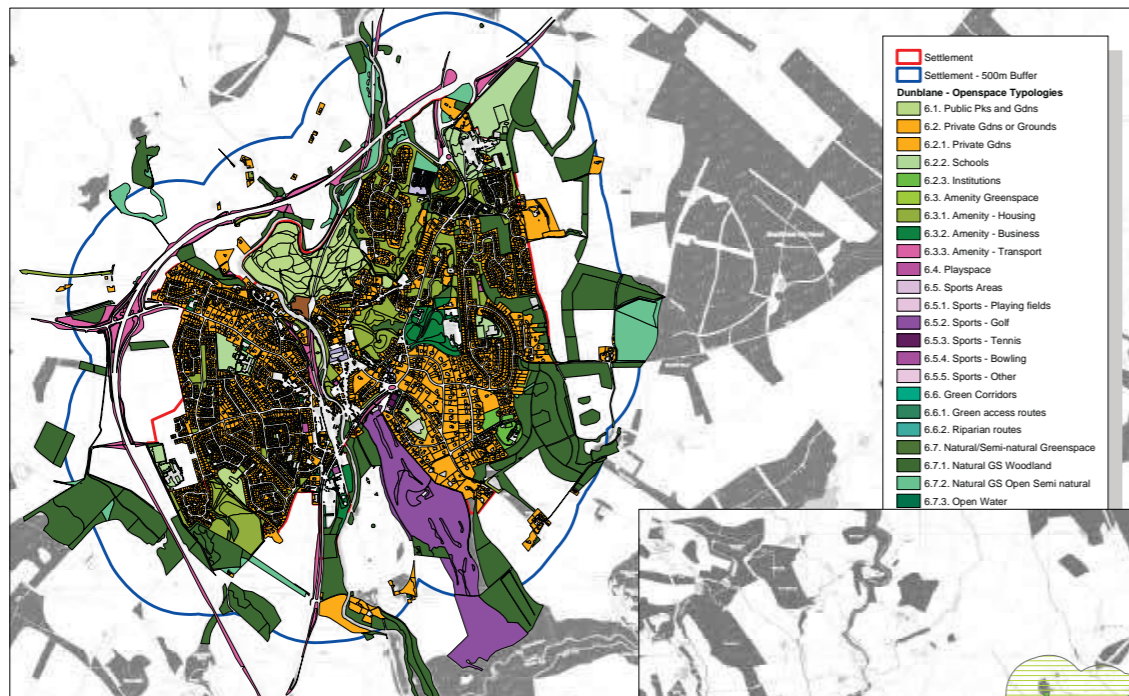 Settlement
Settlement - 500m Buffer
Dunblane - Openspace Typologies
6.1. Public Pks and Gdns
6.2. Private Gdns or Grounds
6.2.1. Private Gdns
6.2.2. Schools
6.2.3. Institutions
6.3. Amenity Greenspace
6.3.1. Amenity - Housing
6.3.2. Amenity - Business
6.3.3. Amenity - Transport
6.4. Playspace
6.5. Sports Areas
6.5.1. Sports - Playing fields
6.5.2. Sports - Golf
6.5.3. Sports - Tennis
6.5.4. Sports - Bowling
6.5.5. Sports - Other
6.6. Green Corridors
6.6.1. Green access routes
6.6.2. Riparian routes
6.7. Natural/Semi-natural Greenspace
6.7.1. Natural GS Woodland
6.7.2. Natural GS Open Semi natural
6.7.3. Open Water